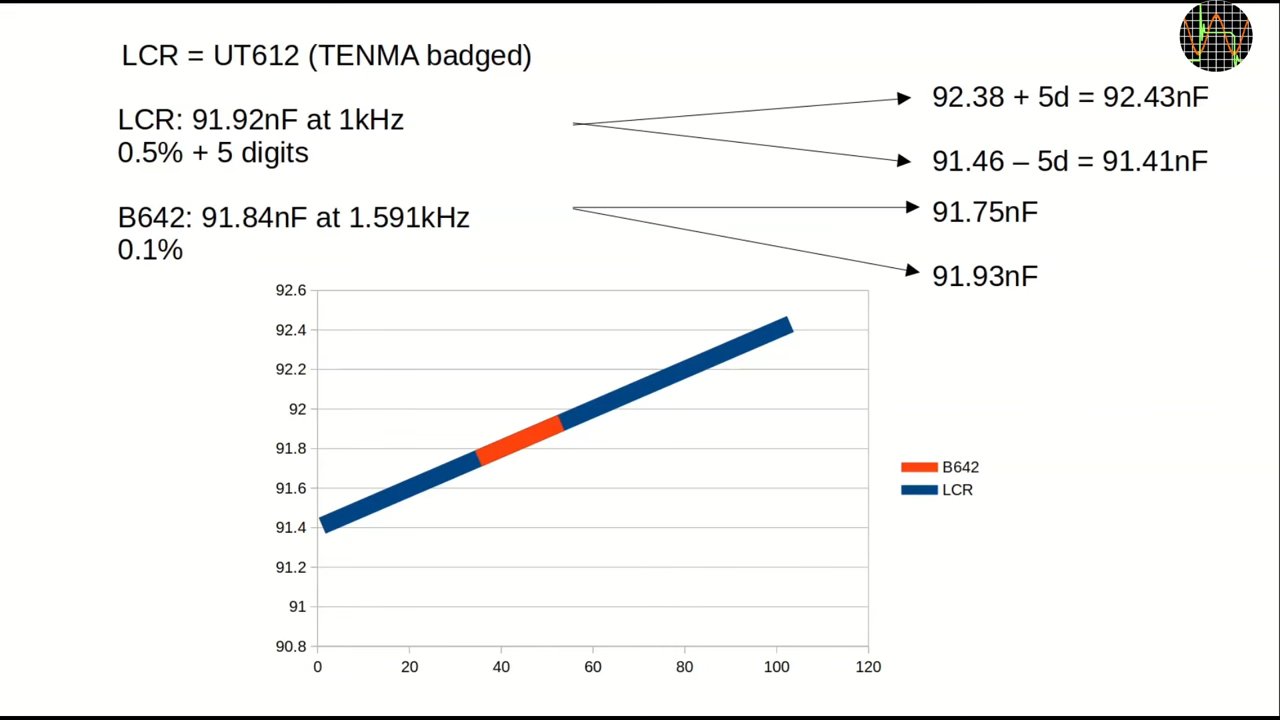 LCR = UT612 (TENMA badged)
LCR: 91.92nF at 1kHz
0.5% + 5 digits
92.38 + 5d = 92.43nF
91.46 – 5d = 91.41nF
B642: 91.84nF at 1.591kHz
0.1%
91.75nF
91.93nF
92.6
92.4
92.2
92
91.8
91.6
91.4
91.2
91
90.8
0 20 40 60 80 100 120
B642
LCR